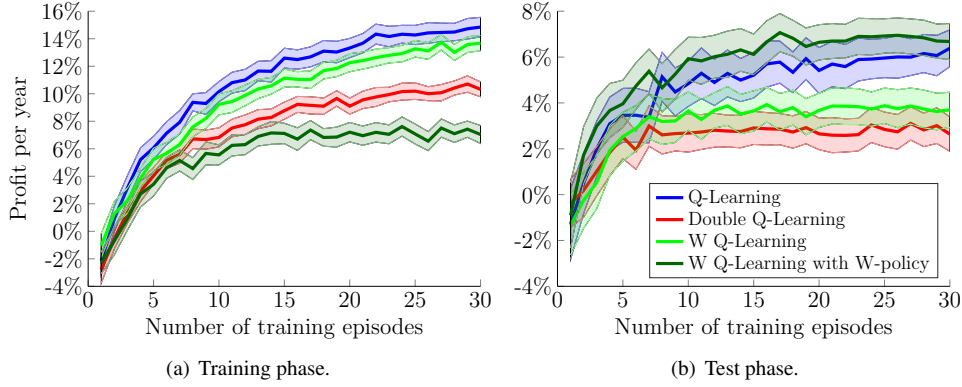 16%
14%
12%
10%
8%
6%
4%
2%
0%
-2%
-4%
Profit per year
0 5 10 15 20 25 30
Number of training episodes
(a) Training phase.
8%
6%
4%
2%
0%
-2%
-4%
Q-Learning
Double Q-Learning
W Q-Learning
W Q-Learning with W-policy
0 5 10 15 20 25 30
Number of training episodes
(b) Test phase.